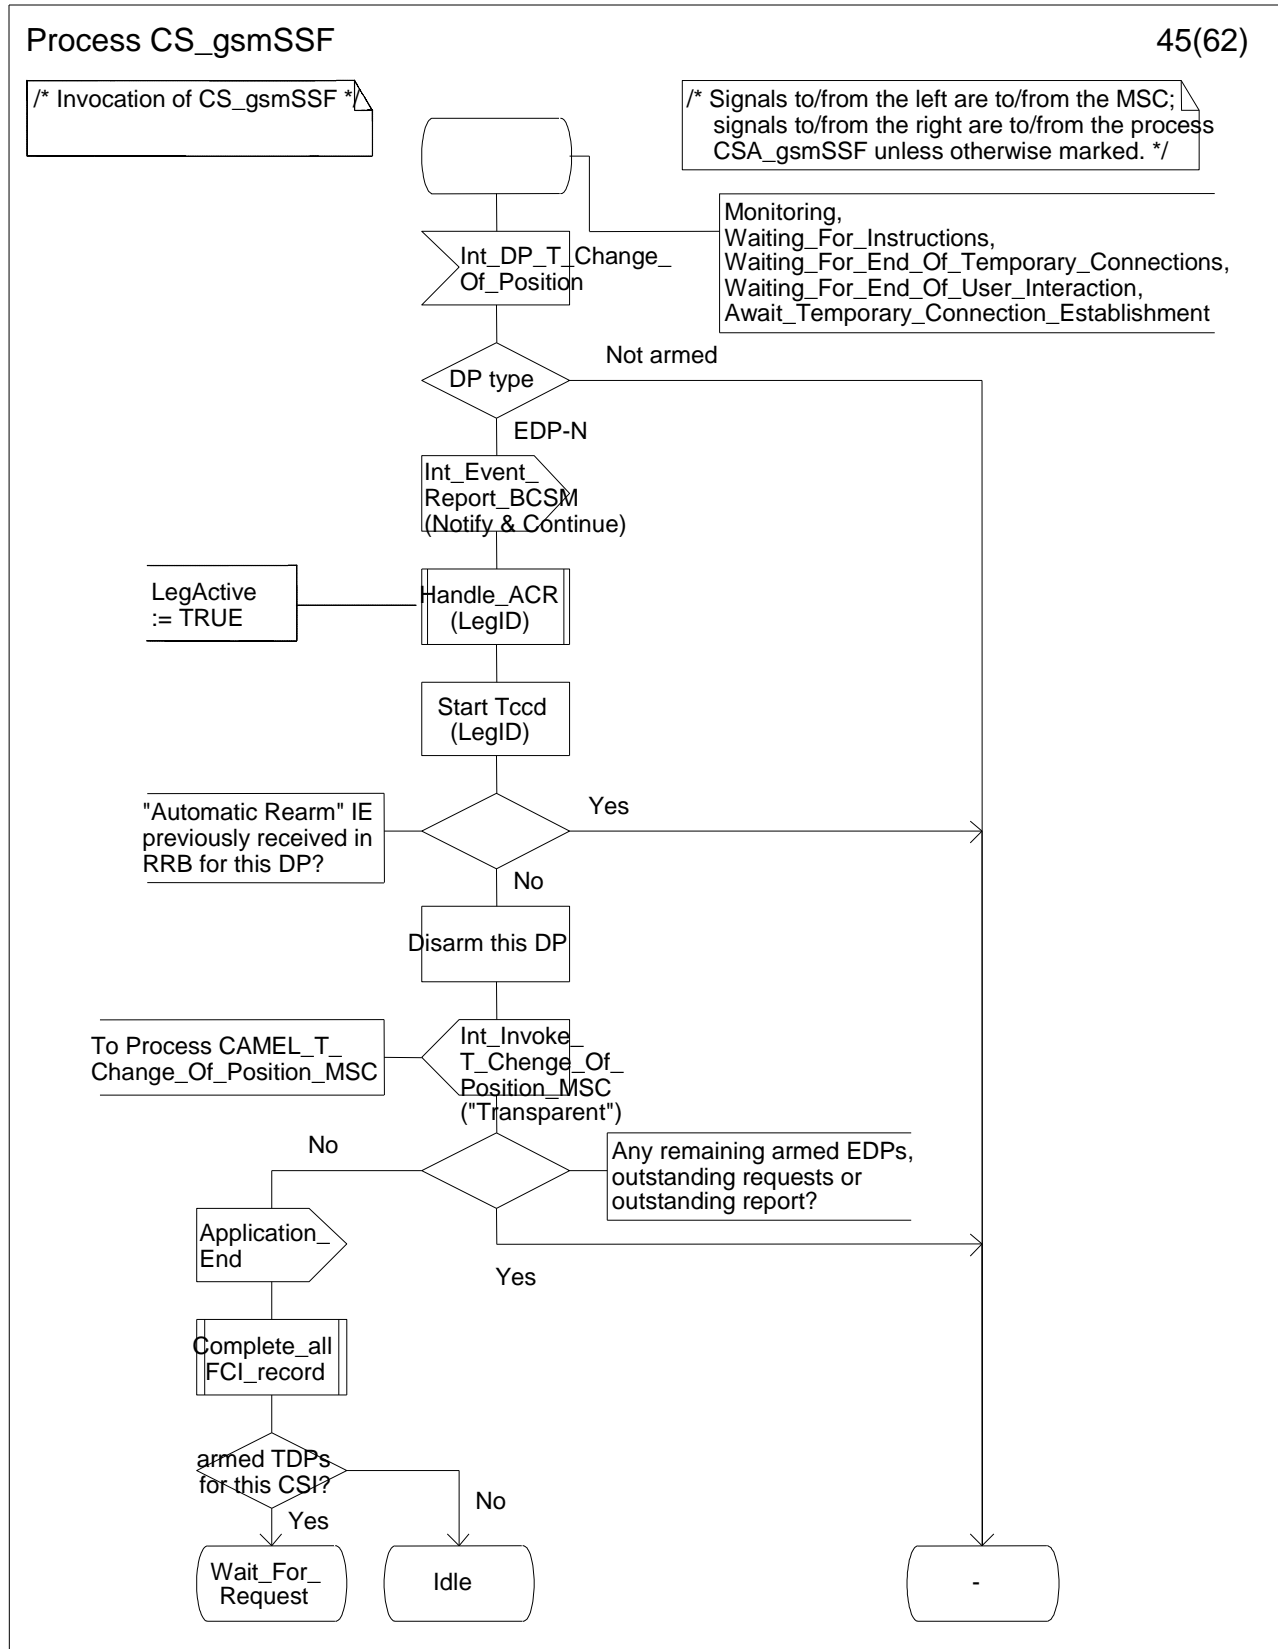 Process CS_gsmSSF
45(62)
/* Invocation of CS_gsmSSF */
/* Signals to/from the left are to/from the MSC;
signals to/from the right are to/from the process
CSA_gsmSSF unless otherwise marked. */
Monitoring,
Waiting_For_Instructions,
Waiting_For_End_Of_Temporary_Connections,
Waiting_For_End_Of_User_Interaction,
Await_Temporary_Connection_Establishment
Int_DP_T_Change_
Of_Position
Not armed
DP type
EDP-N
Int_Event_
Report_BCSM
(Notify & Continue)
LegActive
:= TRUE
Handle_ACR
(LegID)
Start Tccd
(LegID)
"Automatic Rearm" IE
previously received in
RRB for this DP?
Yes
No
Disarm this DP
To Process CAMEL_T_
Change_Of_Position_MSC
Int_Invoke_
T_Chenge_Of_
Position_MSC
("Transparent")
No
Any remaining armed EDPs,
outstanding requests or
outstanding report?
Application_
End
Yes
Complete_all
FCI_record
armed TDPs
for this CSI?
No
Yes
Wait_For_
Request
Idle
-